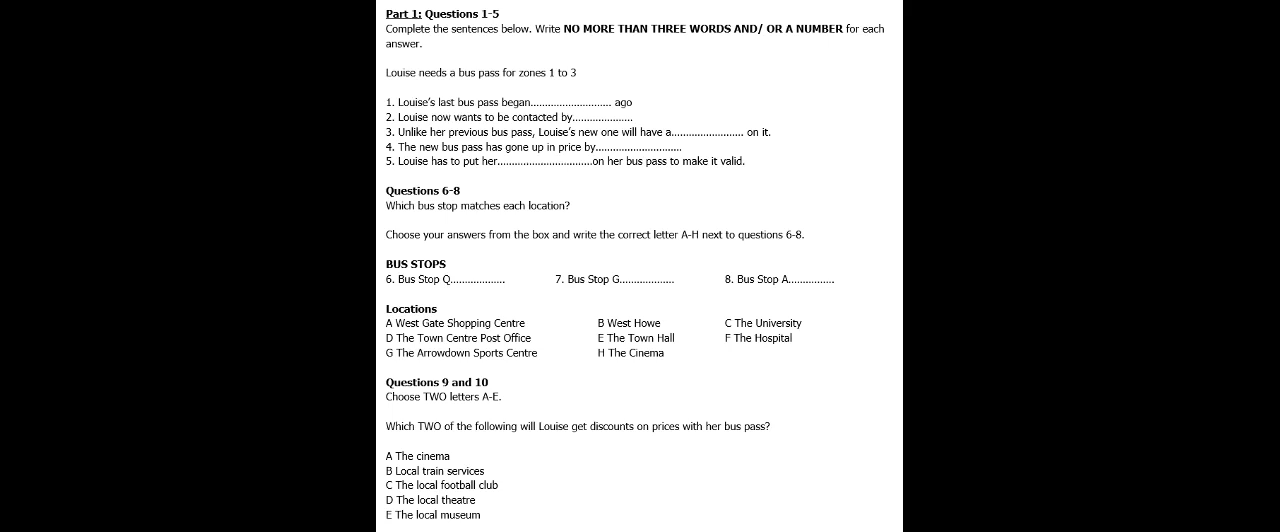 Part 1: Questions 1-5
Complete the sentences below. Write NO MORE THAN THREE WORDS AND/ OR A NUMBER for each
answer.
Louise needs a bus pass for zones 1 to 3
1. Louise's last bus pass began........................... ago
2. Louise now wants to be contacted by....................
3. Unlike her previous bus pass, Louise's new one will have a........................ on it.
4. The new bus pass has gone up in price by.............................
5. Louise has to put her................................on her bus pass to make it valid.
Questions 6-8
Which bus stop matches each location?
Choose your answers from the box and write the correct letter A-H next to questions 6-8.
BUS STOPS
6. Bus Stop Q................... 7. Bus Stop G................... 8. Bus Stop A................
Locations
A West Gate Shopping Centre B West Howe C The University
D The Town Centre Post Office E The Town Hall F The Hospital
G The Arrowdown Sports Centre H The Cinema
Questions 9 and 10
Choose TWO letters A-E.
Which TWO of the following will Louise get discounts on prices with her bus pass?
A The cinema
B Local train services
C The local football club
D The local theatre
E The local museum